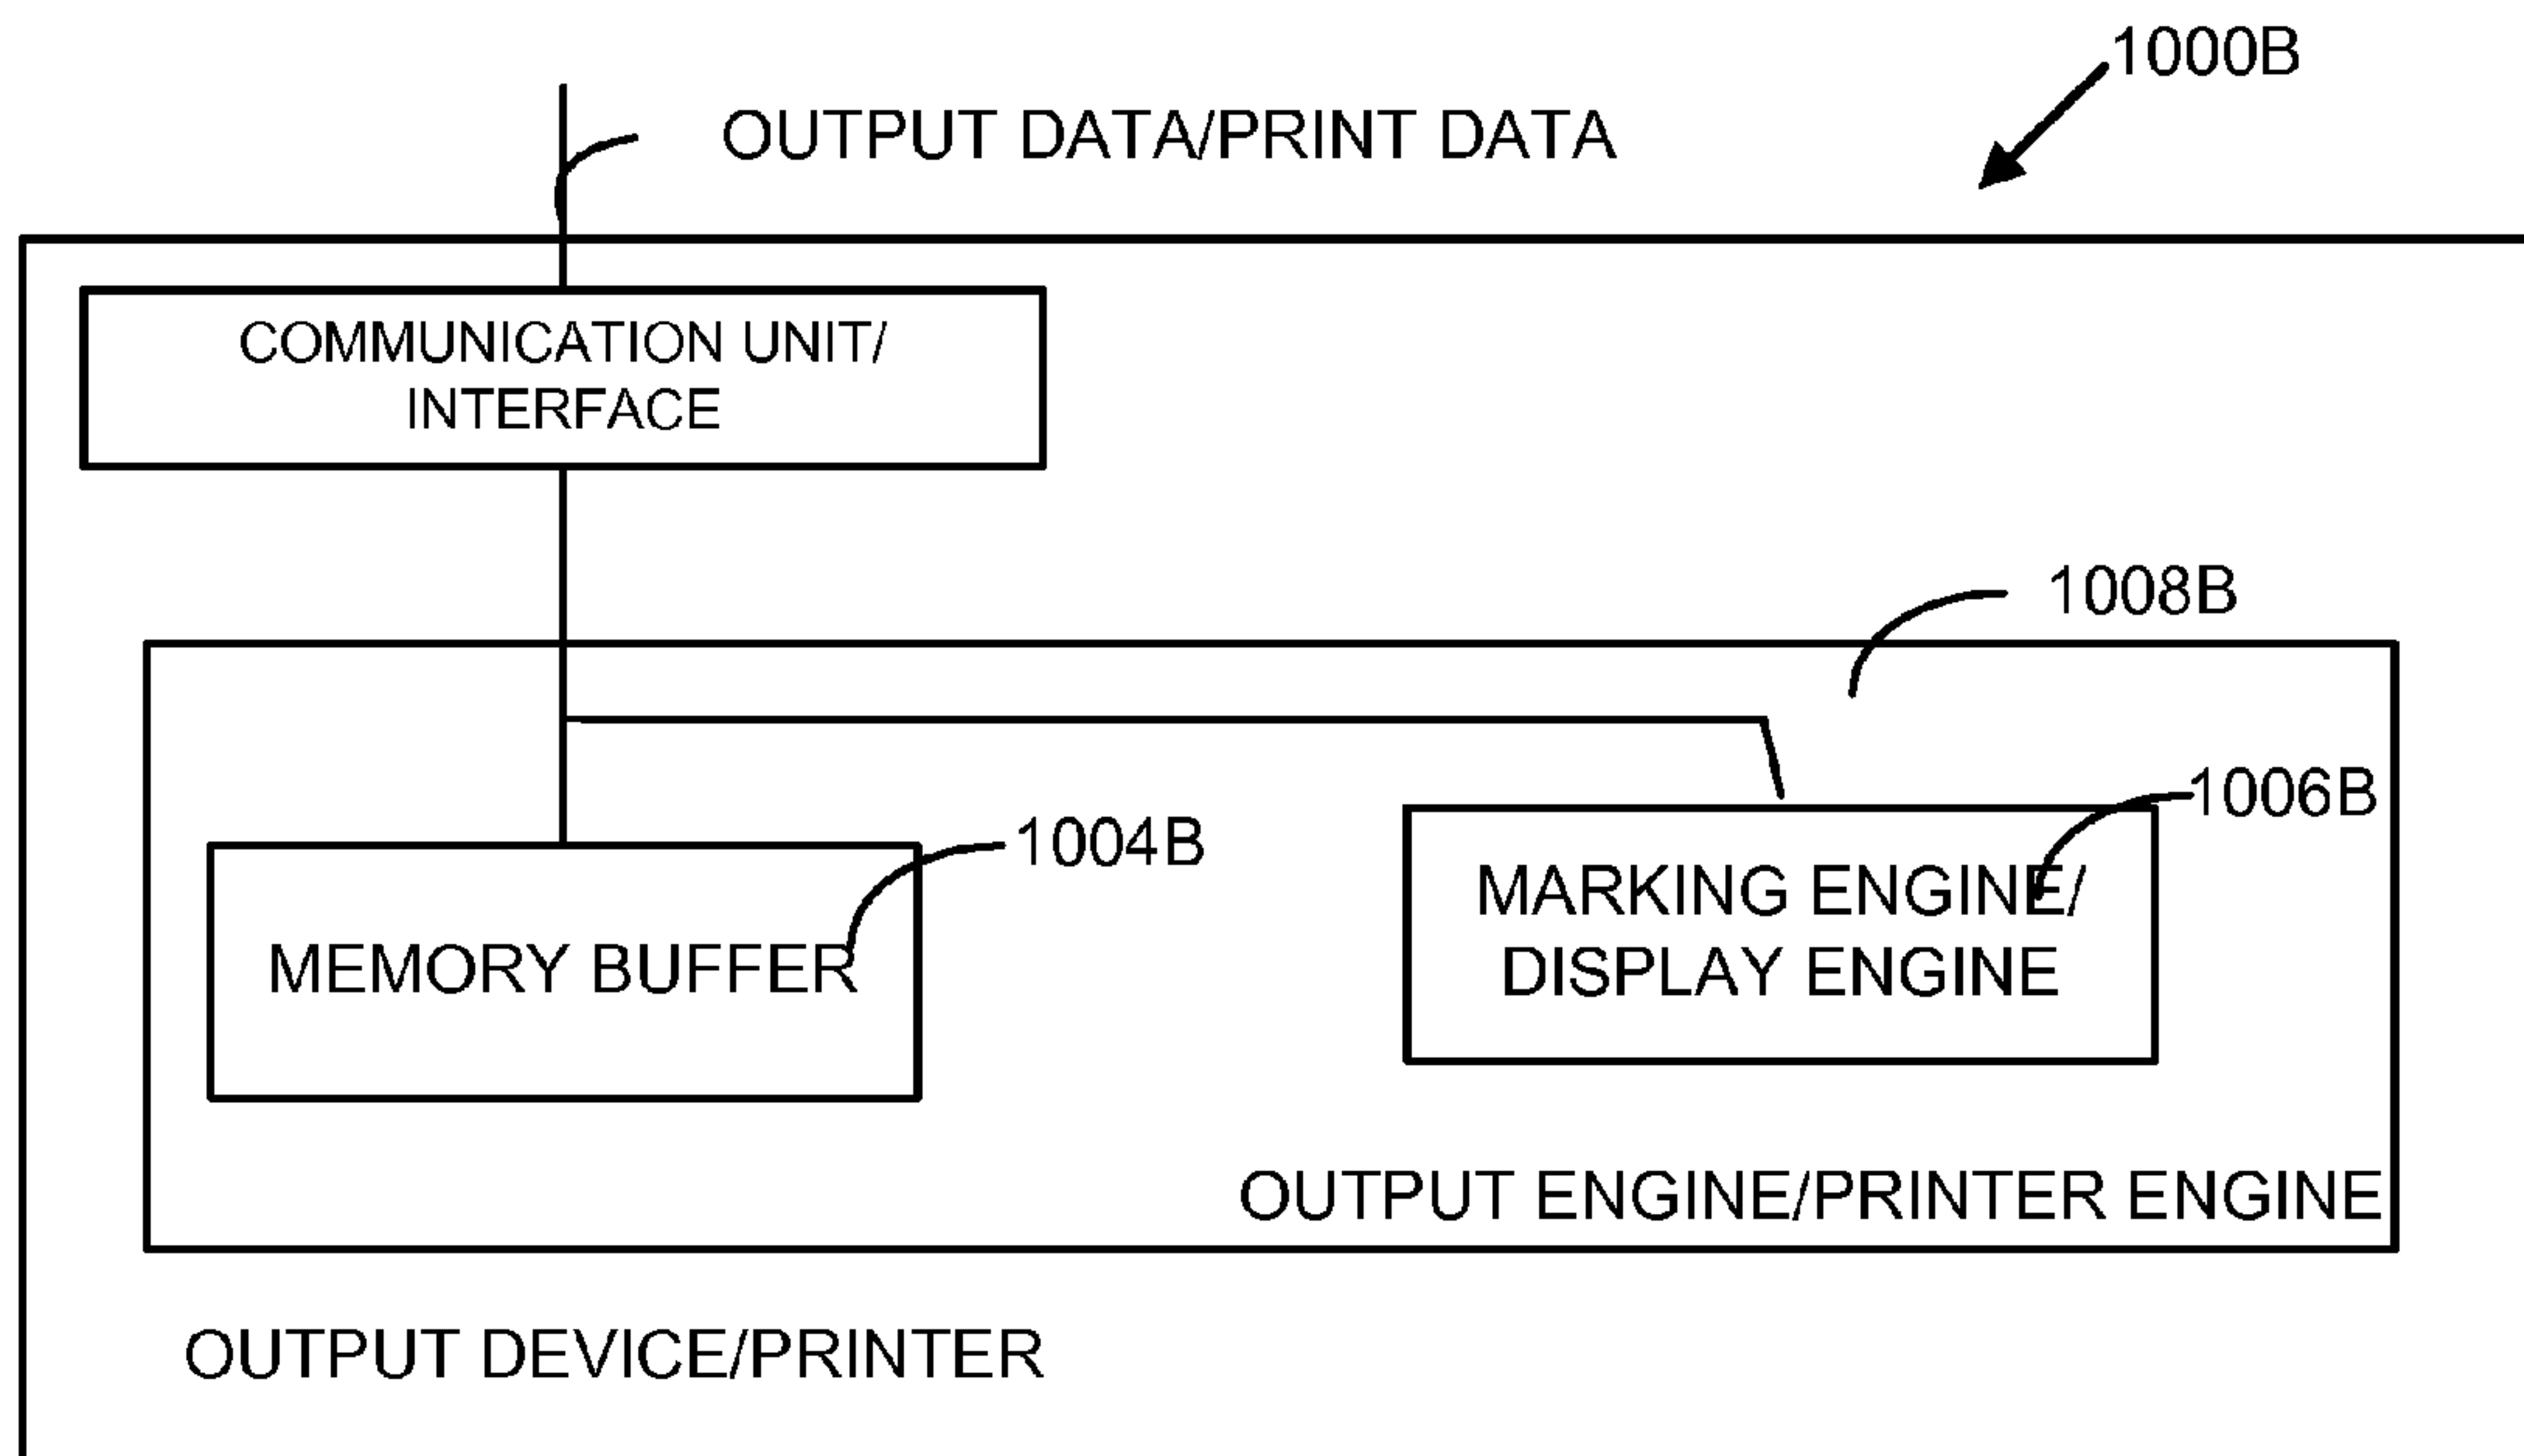 1000B
OUTPUT DATA/PRINT DATA
COMMUNICATION UNIT/
INTERFACE
1008B
1006B
1004B
MARKING ENGINE/
DISPLAY ENGINE
MEMORY BUFFER
OUTPUT ENGINE/PRINTER ENGINE
OUTPUT DEVICE/PRINTER